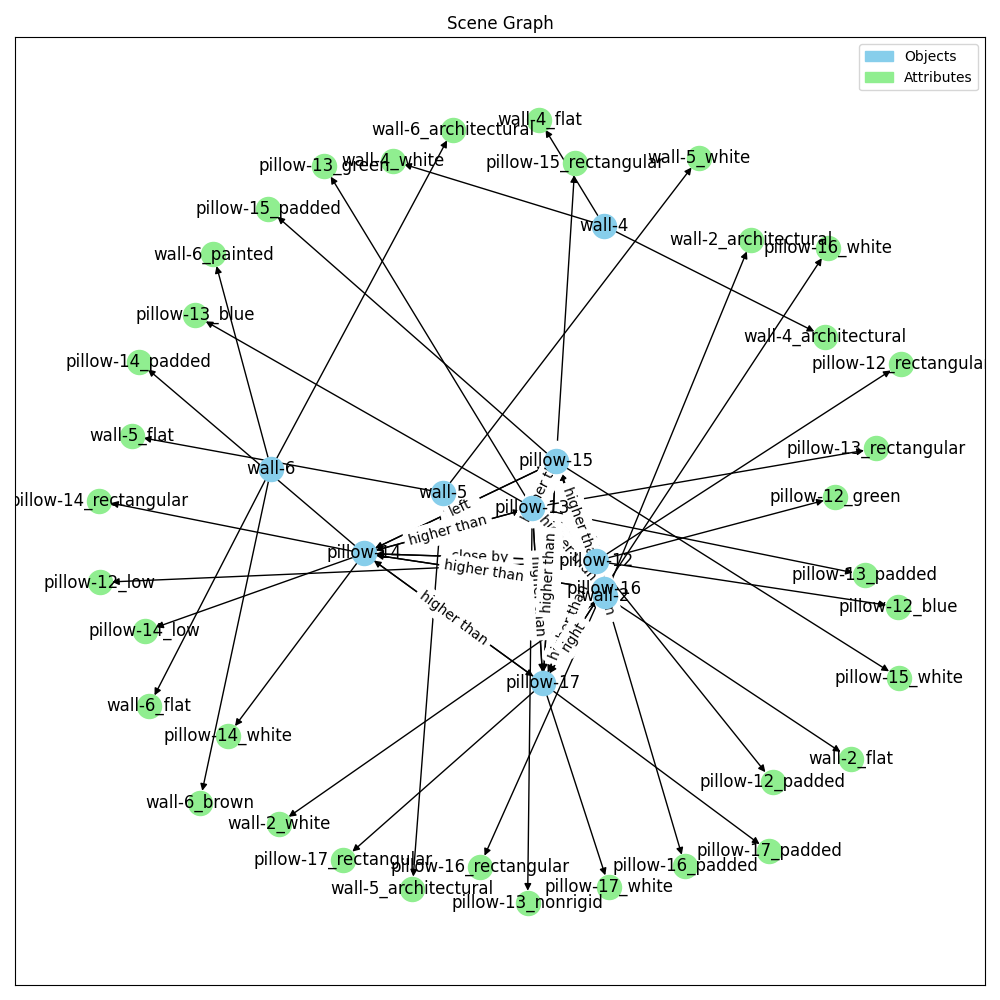 Scene Graph
Objects
Attributes
wall-4_flat
wall-6_architectural
wall-4_white
pillow-13_green
pillow-15_rectangular
wall-5_white
pillow-15_padded
wall-4
wall-2_architectural
pillow-16_white
wall-6_painted
pillow-13_blue
wall-4_architectural
pillow-14_padded
pillow-12_rectangular
wall-5_flat
pillow-13_rectangular
pillow-15
wall-6
wall-5
pillow-12_green
pillow-14_rectangular
left
pillow-13
higher than
higher than
pillow-14
close by
higher than
pillow-12
pillow-13_padded
pillow-12_low
higher than
pillow-16
wall-2
pillow-12_blue
higher than
higher than
right
pillow-14_low
pillow-17
pillow-15_white
wall-6_flat
pillow-14_white
wall-2_flat
pillow-12_padded
wall-6_brown
wall-2_white
pillow-17_padded
pillow-17_rectangular
pillow-16_rectangular
pillow-16_padded
wall-5_architectural
pillow-17_white
pillow-13_nonrigid